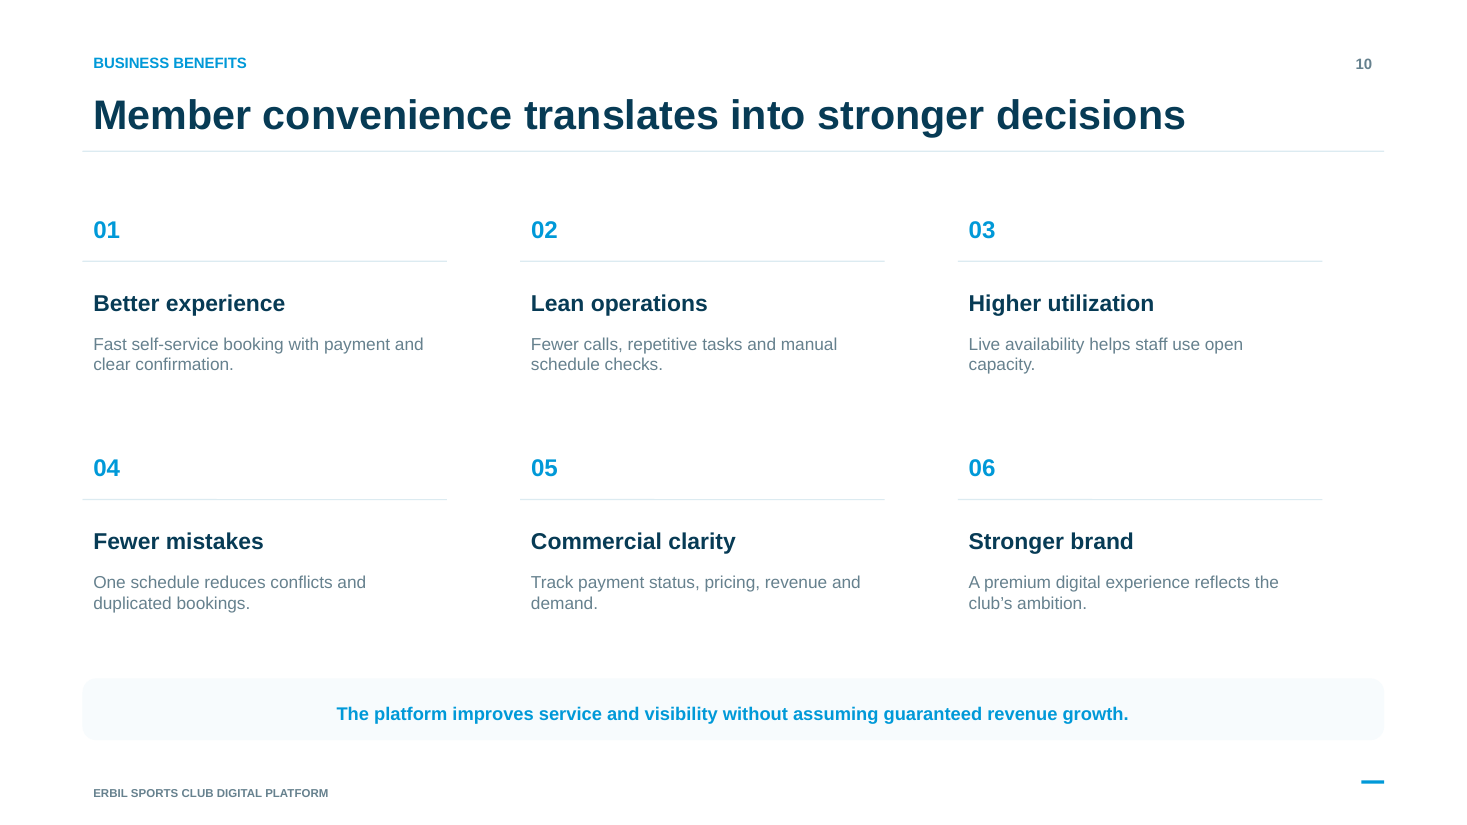 BUSINESS BENEFITS
10
Member convenience translates into stronger decisions
01
Better experience
Fast self-service booking with payment and
clear confirmation.
02
Lean operations
Fewer calls, repetitive tasks and manual
schedule checks.
03
Higher utilization
Live availability helps staff use open
capacity.
04
Fewer mistakes
One schedule reduces conflicts and
duplicated bookings.
05
Commercial clarity
Track payment status, pricing, revenue and
demand.
06
Stronger brand
A premium digital experience reflects the
club’s ambition.
The platform improves service and visibility without assuming guaranteed revenue growth.
ERBIL SPORTS CLUB DIGITAL PLATFORM